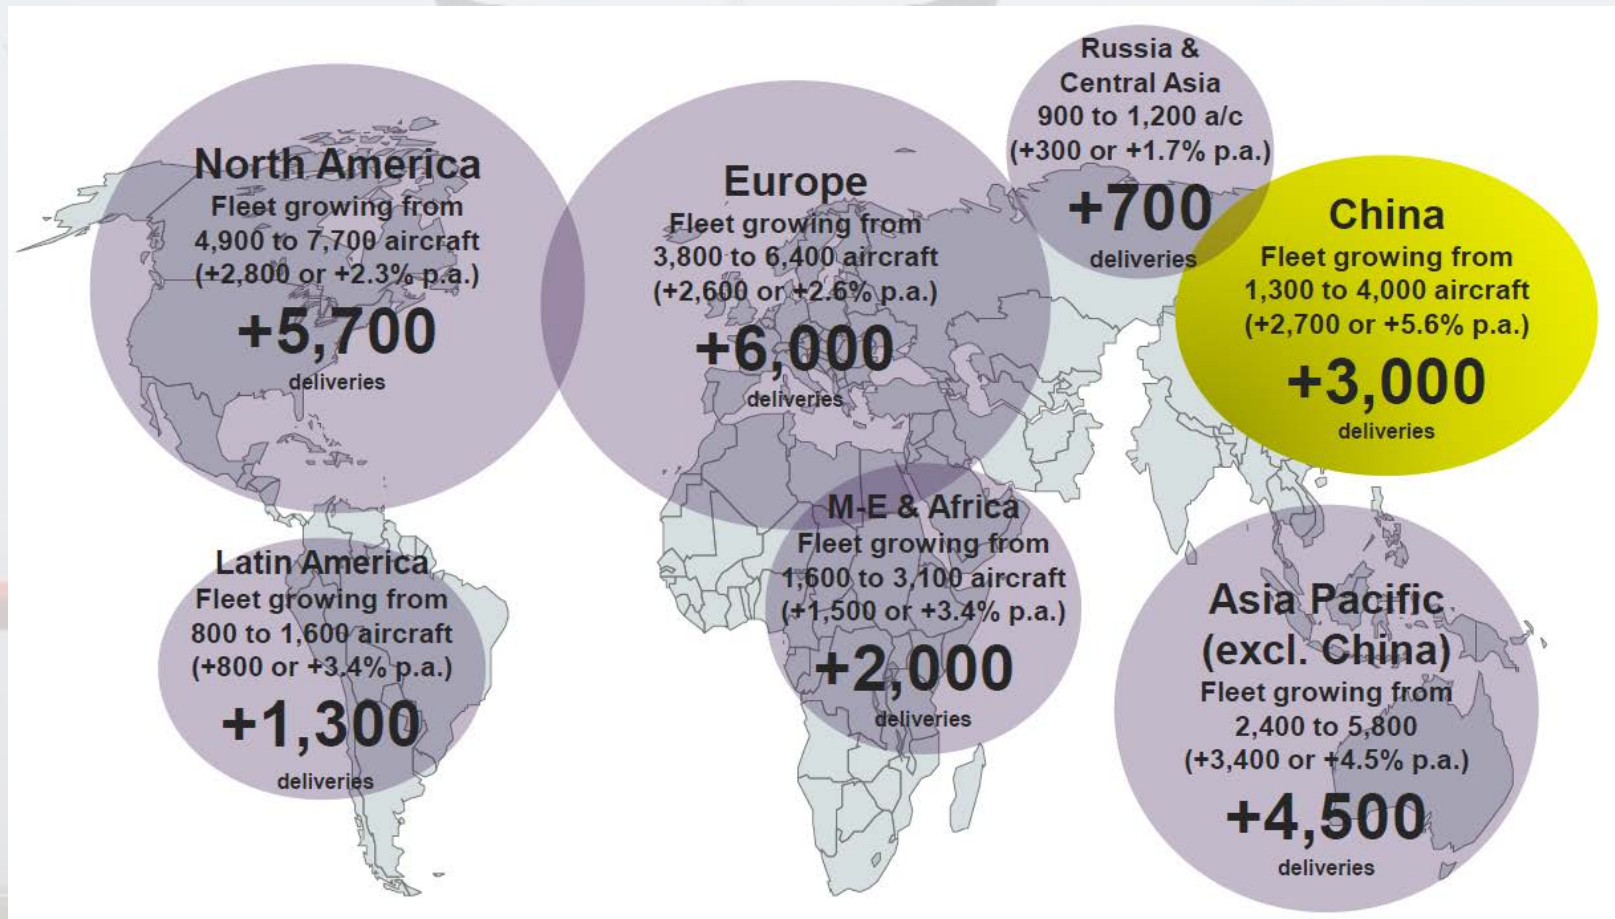 North America
Fleet growing from
4,900 to 7,700 aircraft
(+2,800 or +2.3% p.a.)
+5,700
deliveries
Europe
Fleet growing from
3,800 to 6,400 aircraft
(+2,600 or +2.6% p.a.)
+6,000
deliveries
Russia &
Central Asia
900 to 1,200 a/c
(+300 or +1.7% p.a.)
+700
deliveries
China
Fleet growing from
1,300 to 4,000 aircraft
(+2,700 or +5.6% p.a.)
+3,000
deliveries
Latin America
Fleet growing from
800 to 1,600 aircraft
(+800 or +3.4% p.a.)
+1,300
deliveries
M-E & Africa
Fleet growing from
1,600 to 3,100 aircraft
(+1,500 or +3.4% p.a.)
+2,000
deliveries
Asia Pacific
(excl. China)
Fleet growing from
2,400 to 5,800
(+3,400 or +4.5% p.a.)
+4,500
deliveries